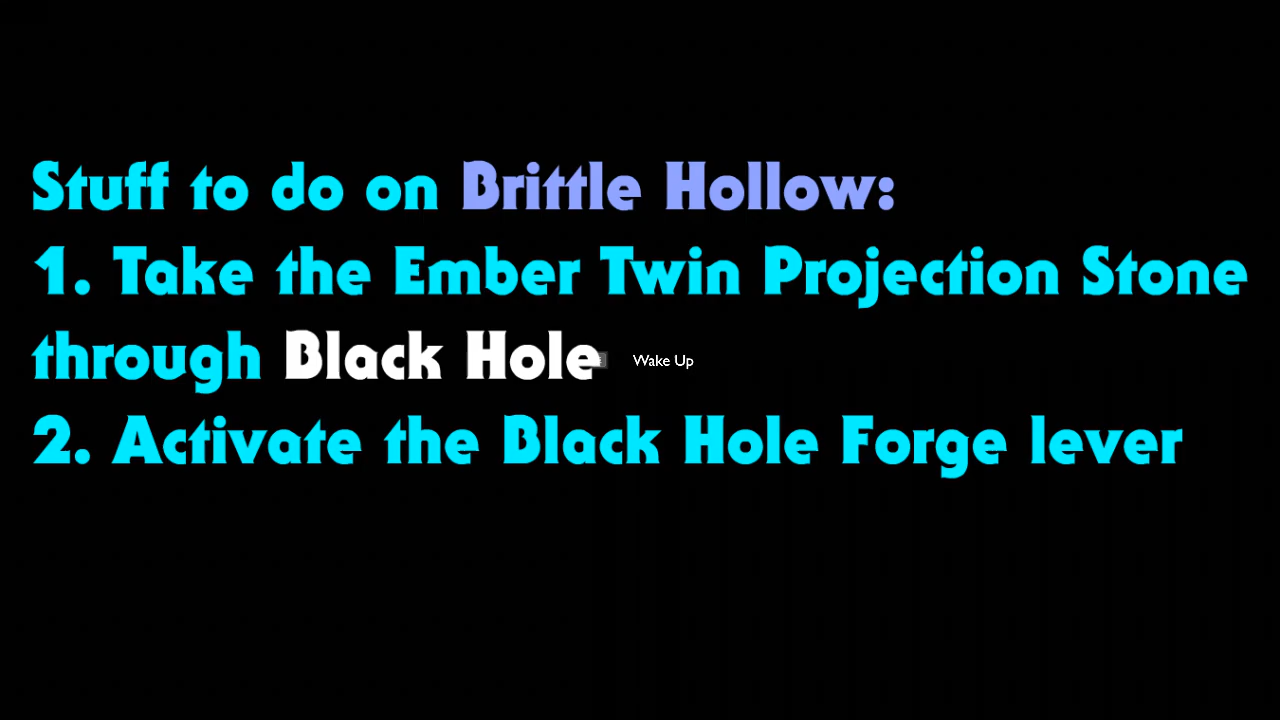 Stuff to do on Brittle Hollow:
1. Take the Ember Twin Projection Stone
through Black Hole
Wake Up
2. Activate the Black Hole Forge lever